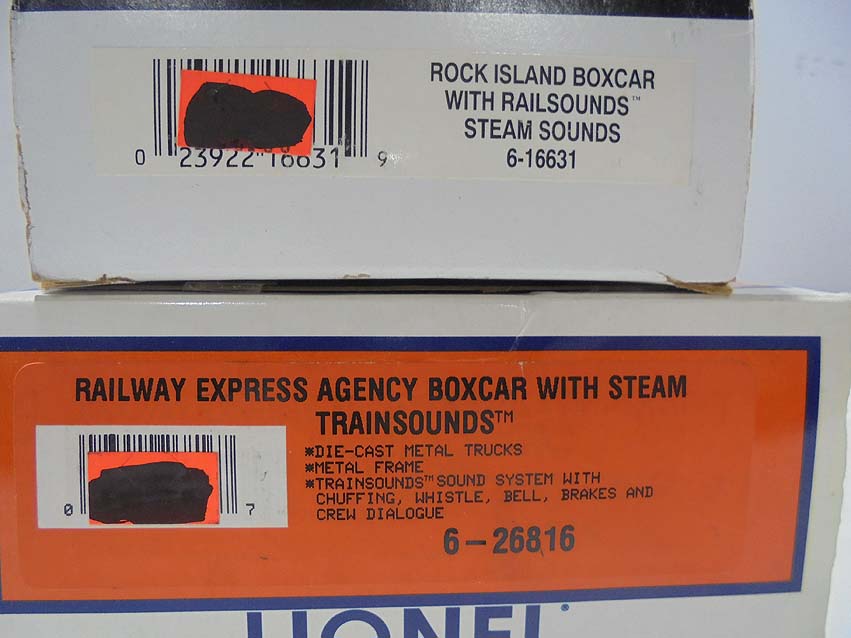 ROCK ISLAND BOXCAR
WITH RAILSOUNDS™
STEAM SOUNDS
6-16631
0 23922 16631 9
RAILWAY EXPRESS AGENCY BOXCAR WITH STEAM
TRAINSOUNDS™
*DIE-CAST METAL TRUCKS
*METAL FRAME
*TRAINSOUNDS™ SOUND SYSTEM WITH
CHUFFING, WHISTLE, BELL, BRAKES AND
CREW DIALOGUE
0 7
6-26816
LIONEL